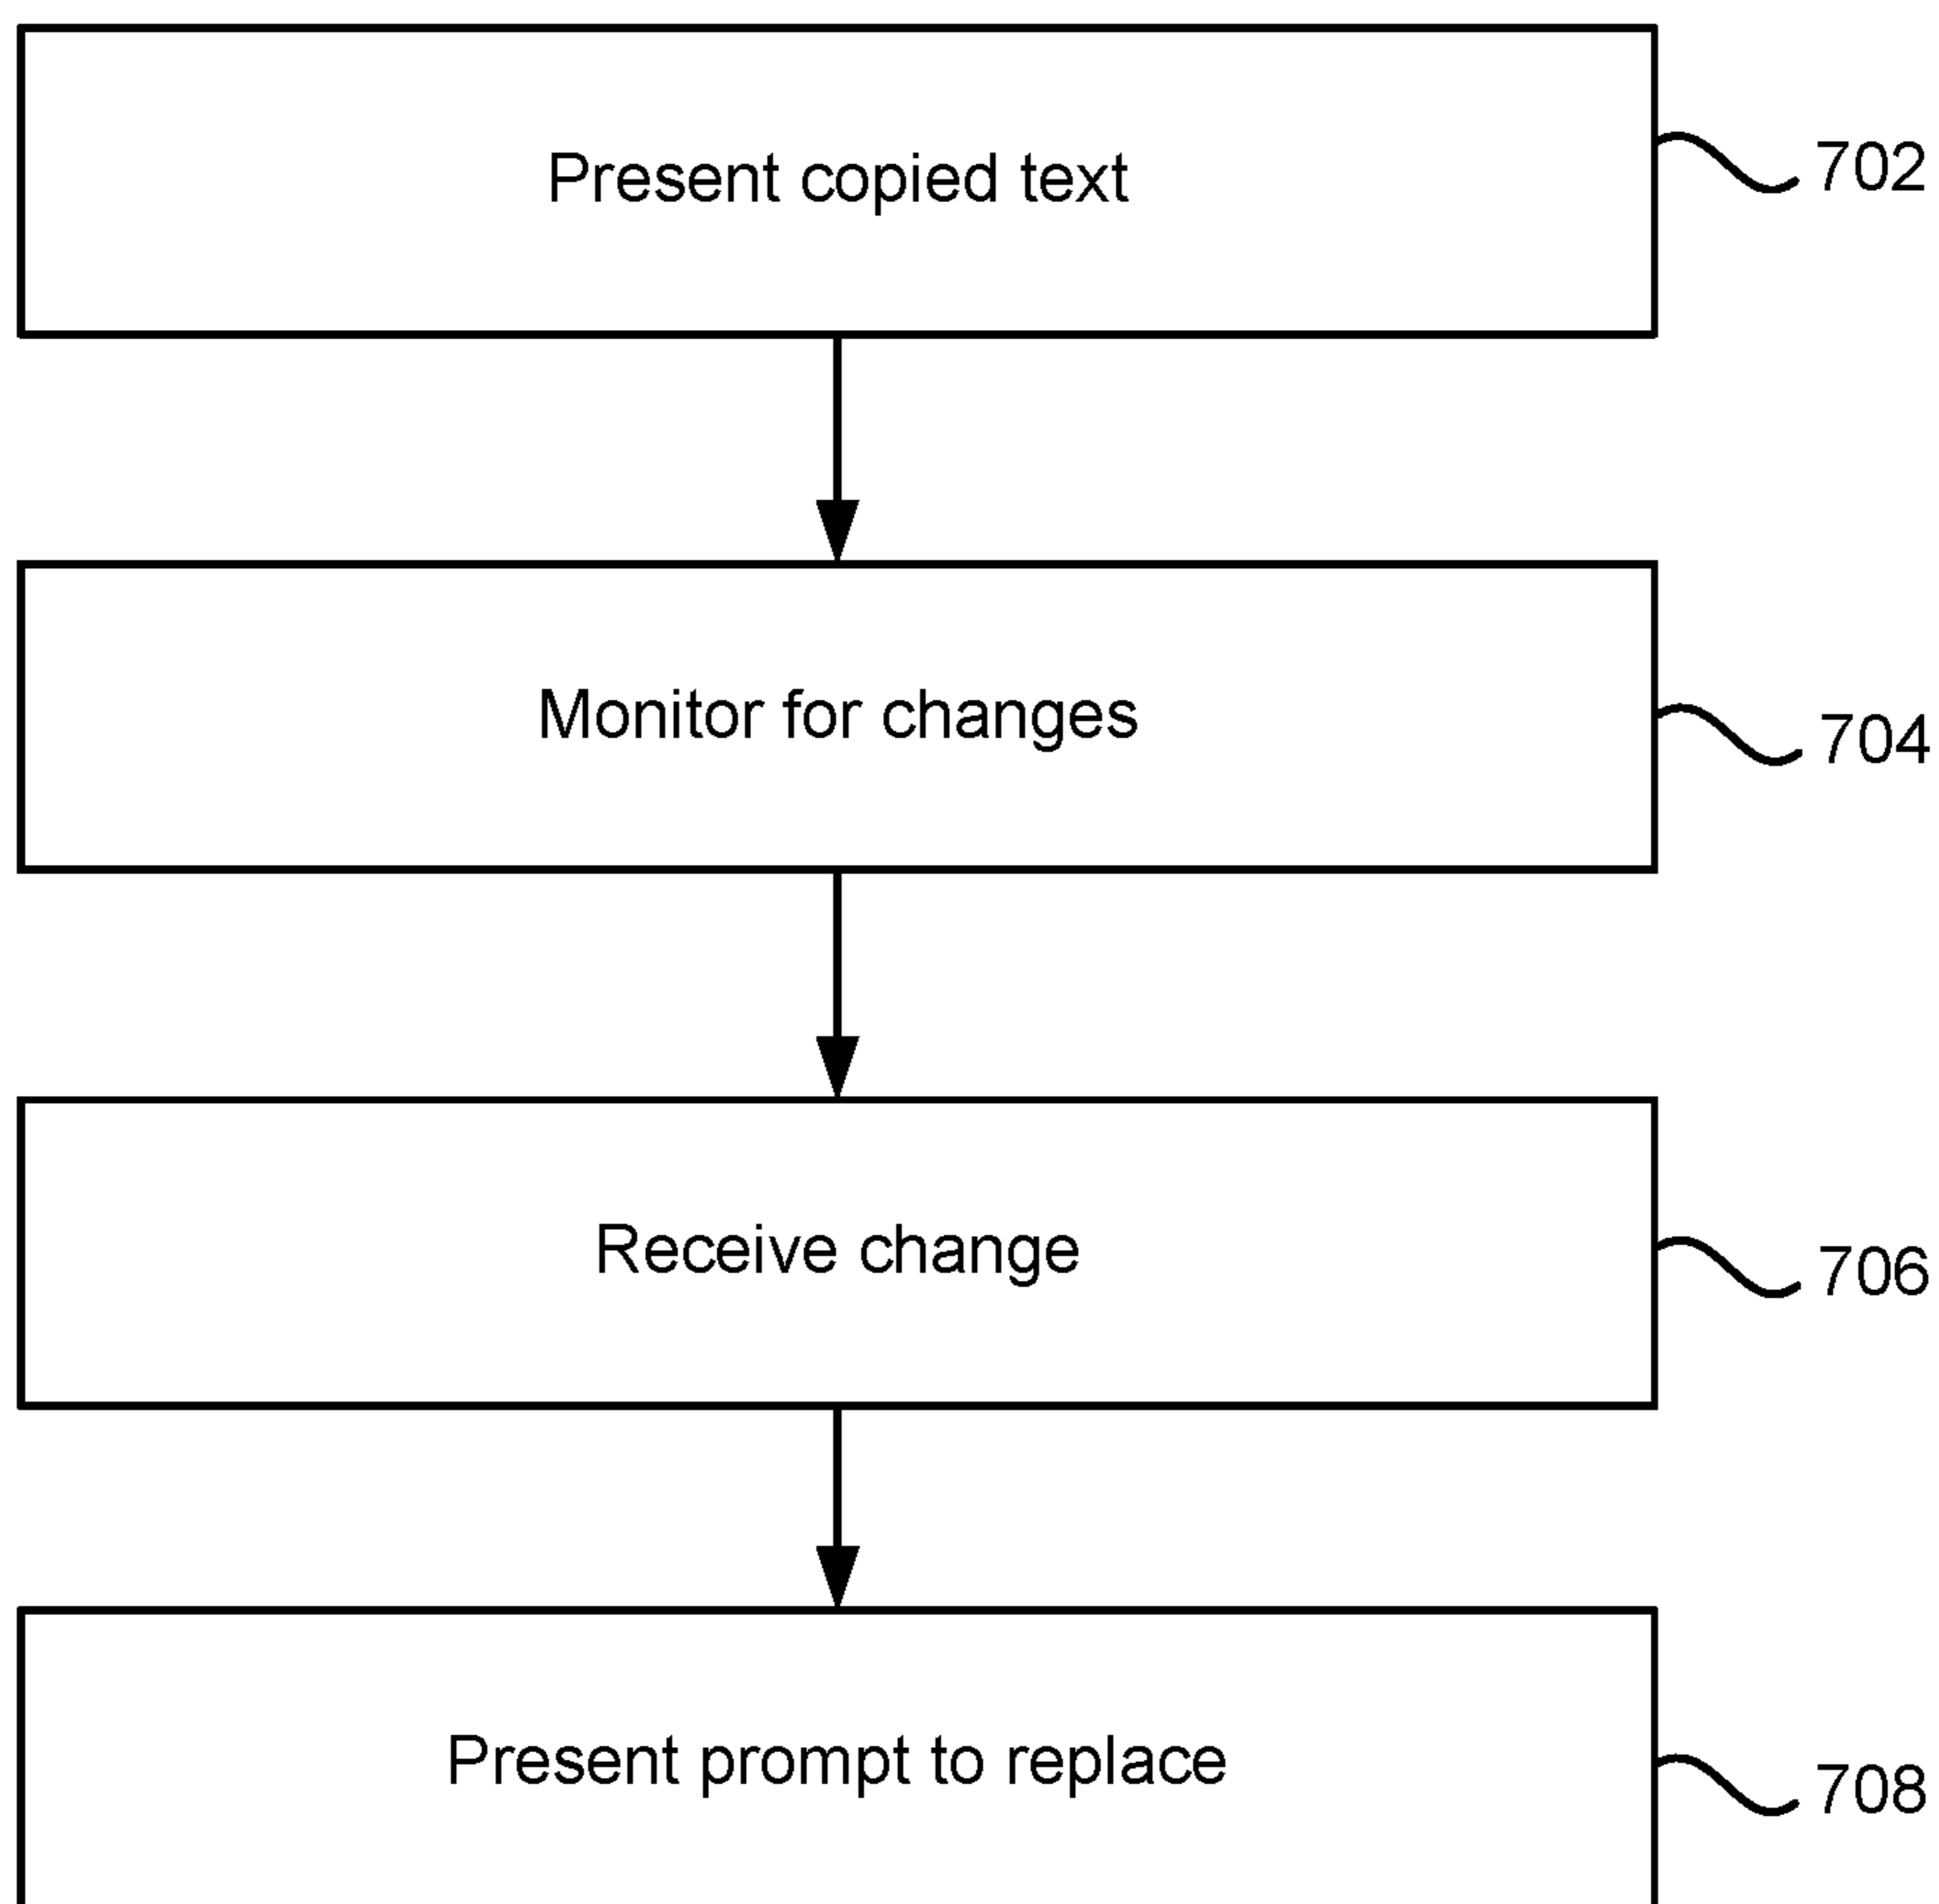 Present copied text
702
Monitor for changes
704
Receive change
706
Present prompt to replace
708